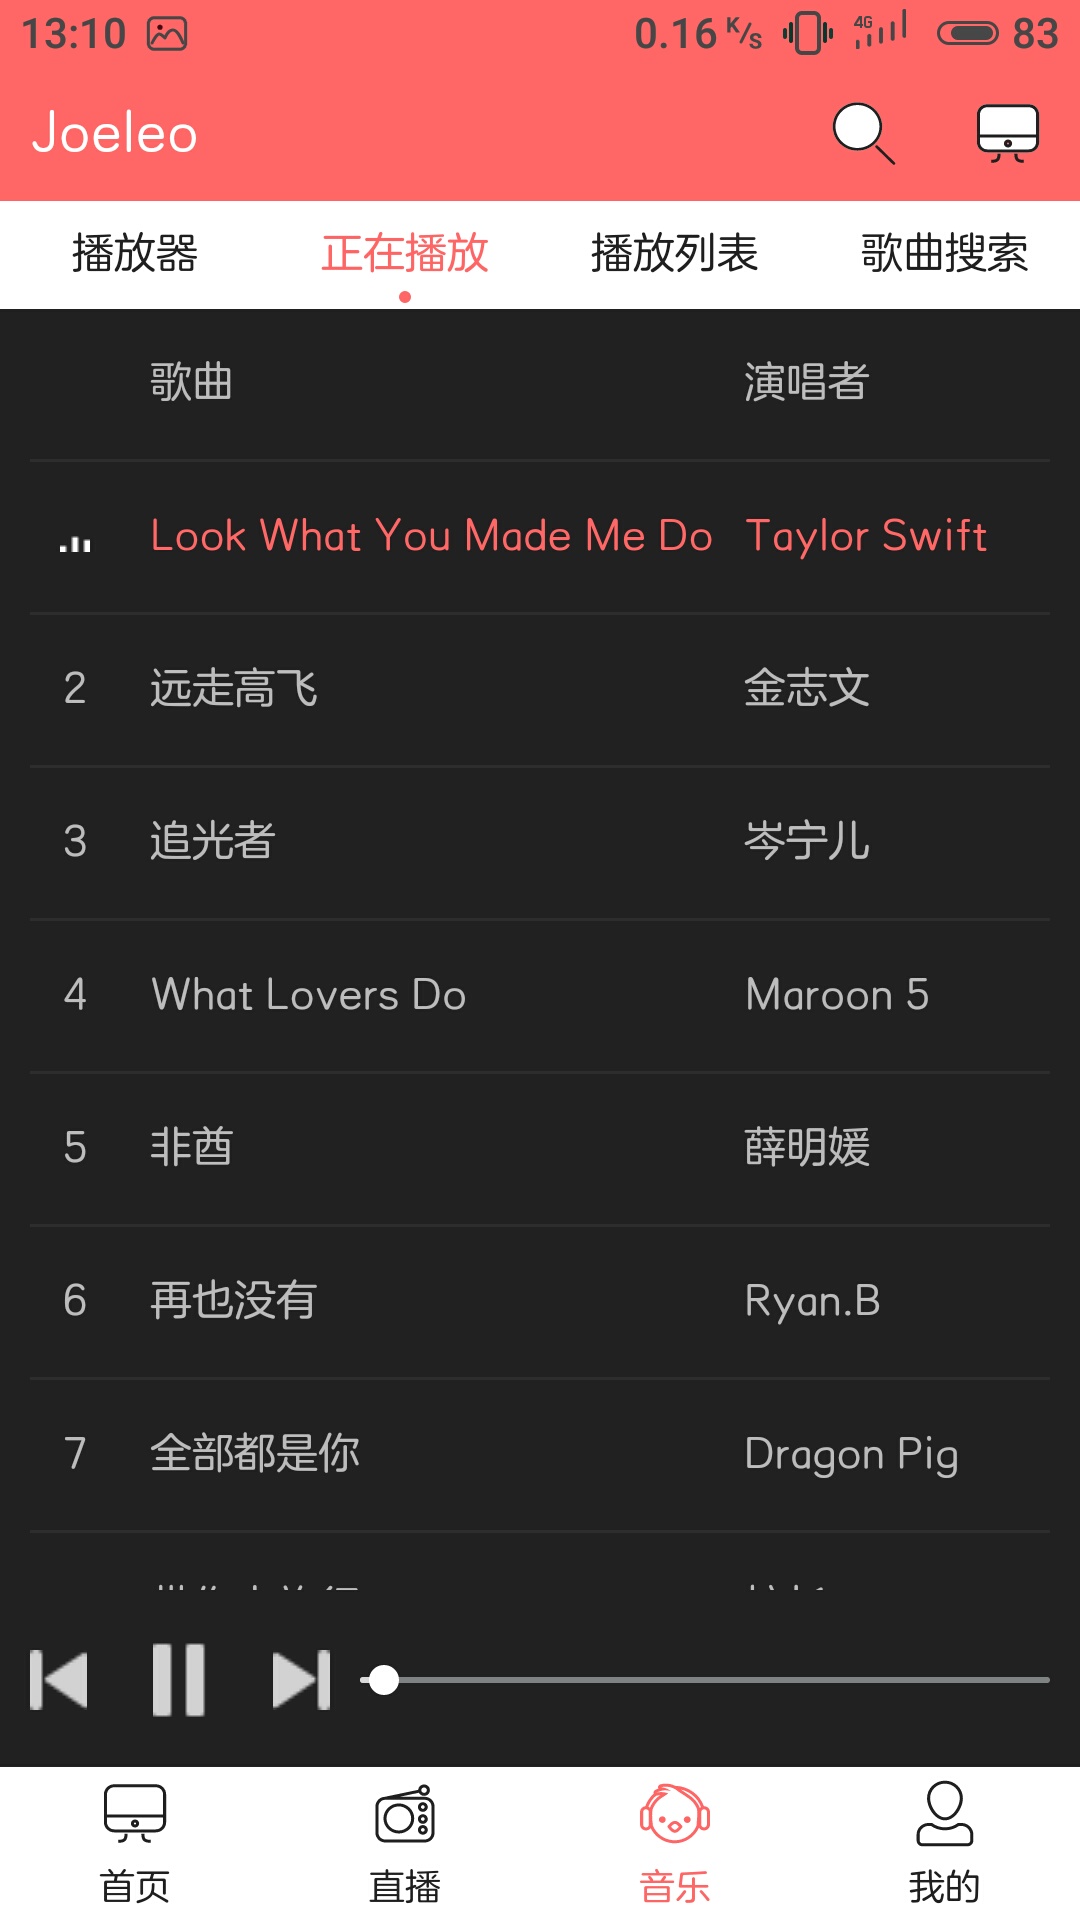 13:10 0.16 K/s 4G 83
Joeleo
播放器 正在播放 播放列表 歌曲搜索
歌曲 演唱者
Look What You Made Me Do Taylor Swift
2 远走高飞 金志文
3 追光者 岑宁儿
4 What Lovers Do Maroon 5
5 非酋 薛明媛
6 再也没有 Ryan.B
7 全部都是你 Dragon Pig
首页 直播 音乐 我的